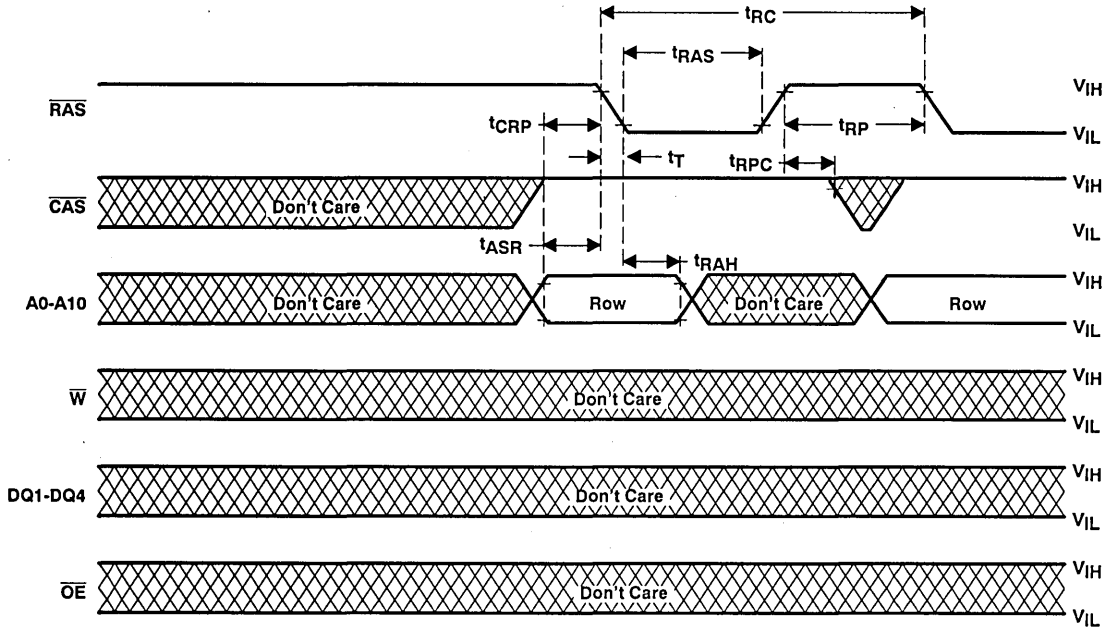 tRC
tRAS
RAS
VIH
VIL
tCRP
tRP
tT
tRPC
CAS
Don't Care
VIH
VIL
tASR
tRAH
A0-A10
Don't Care
Row
Don't Care
Row
VIH
VIL
W
Don't Care
VIH
VIL
DQ1-DQ4
Don't Care
VIH
VIL
OE
Don't Care
VIH
VIL